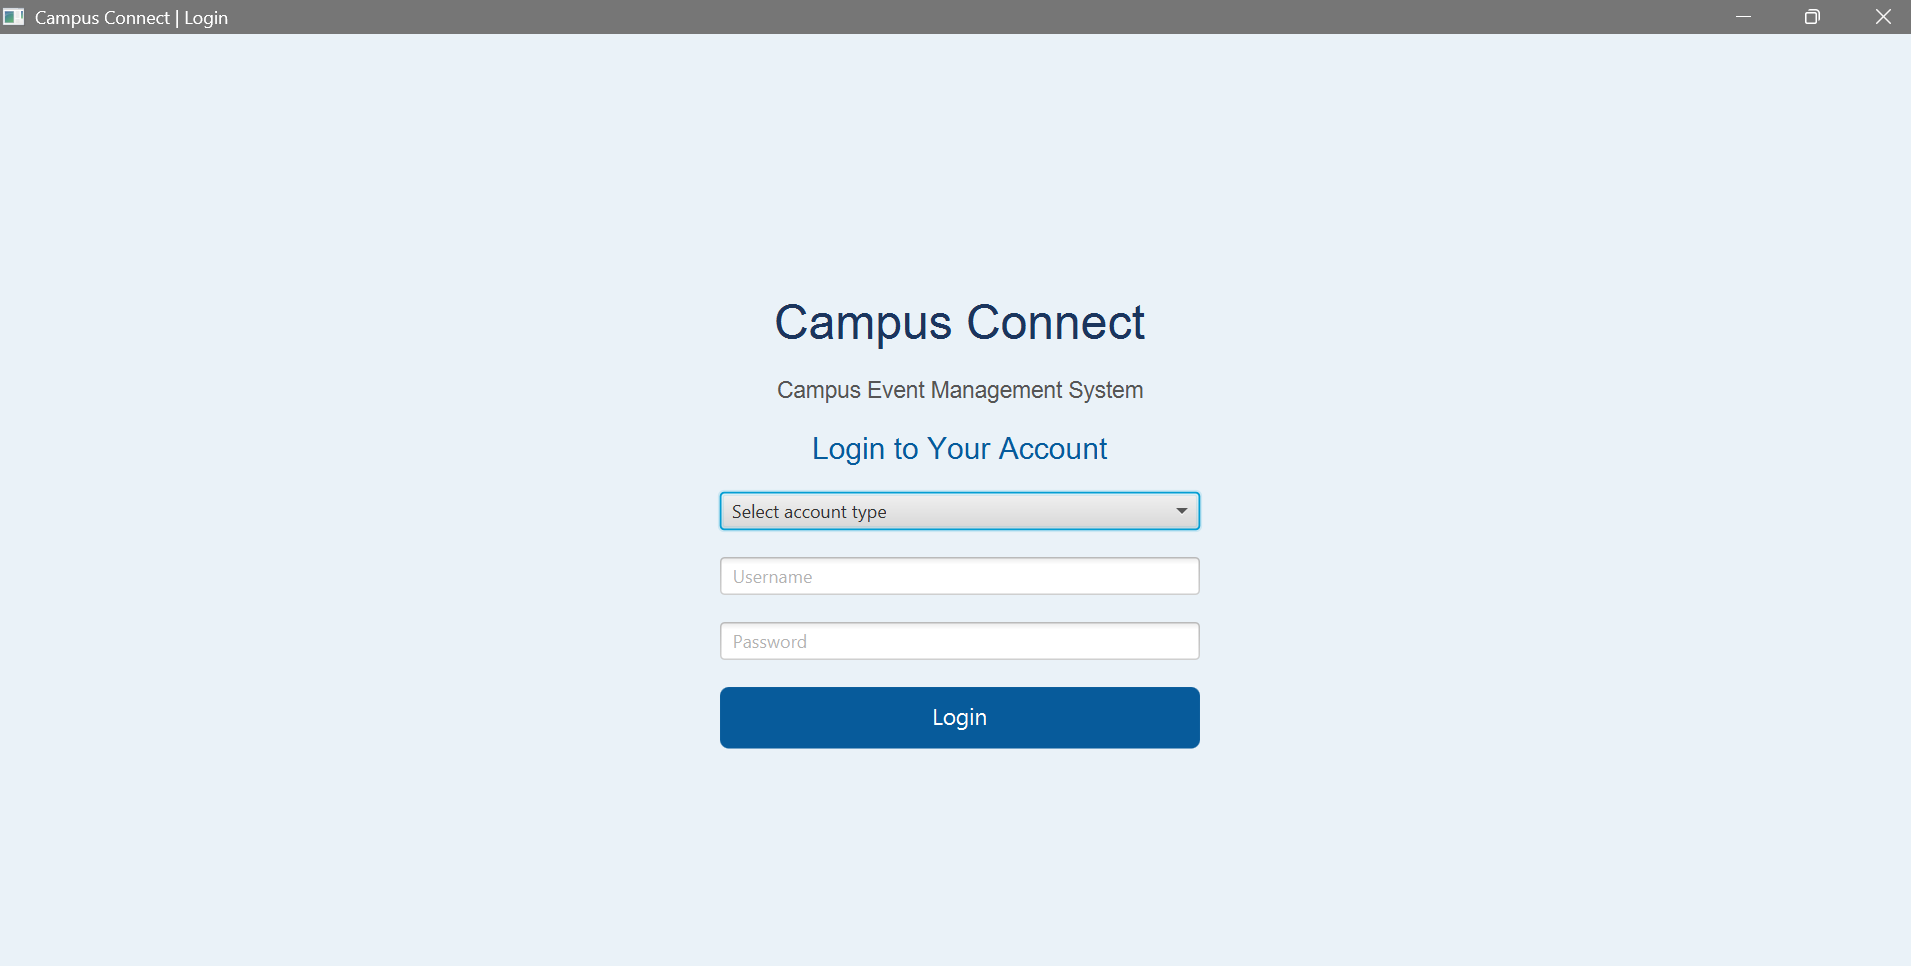 Campus Connect | Login
Campus Connect
Campus Event Management System
Login to Your Account
Select account type
Username
Password
Login